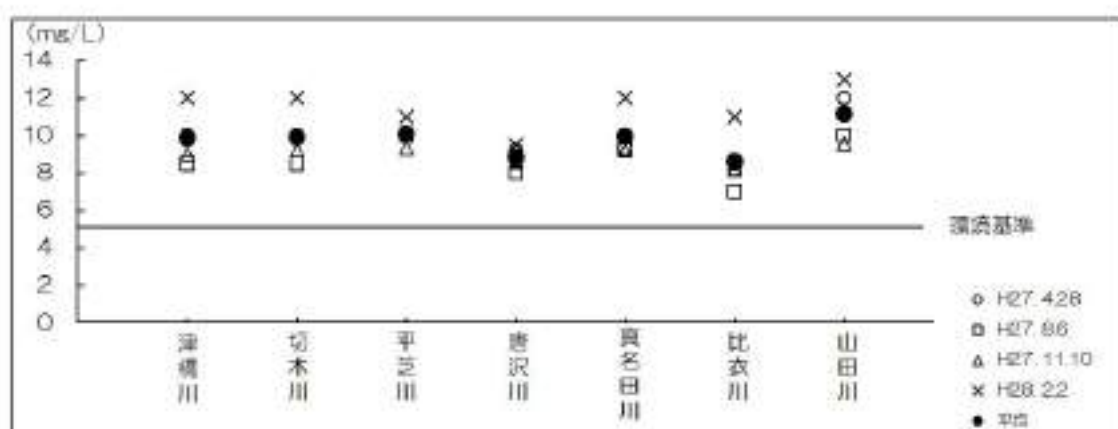 (mg/L)
14
12
10
8
6
4
2
0
環境基準
津橋川
切木川
平芝川
唐沢川
真名田川
比衣川
山田川
○ H27. 4.28
□ H27. 8.6
△ H27. 11. 10
× H28. 2.2
● 平均